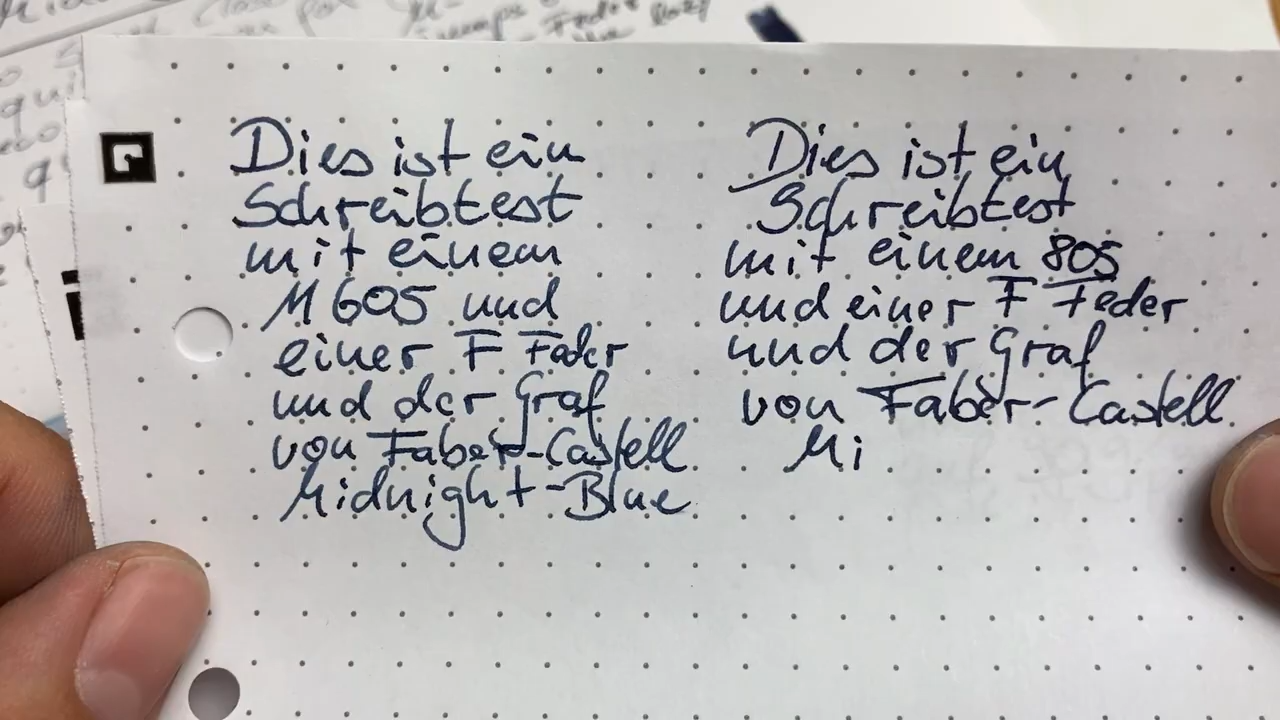 Dies ist ein
Schreibtest
mit einem
M605 und
einer F Feder
und der Graf
von Faber-Castell
Midnight-Blue
Dies ist ein
Schreibtest
mit einem 805
und einer F Feder
und der Graf
von Faber-Castell
Mi